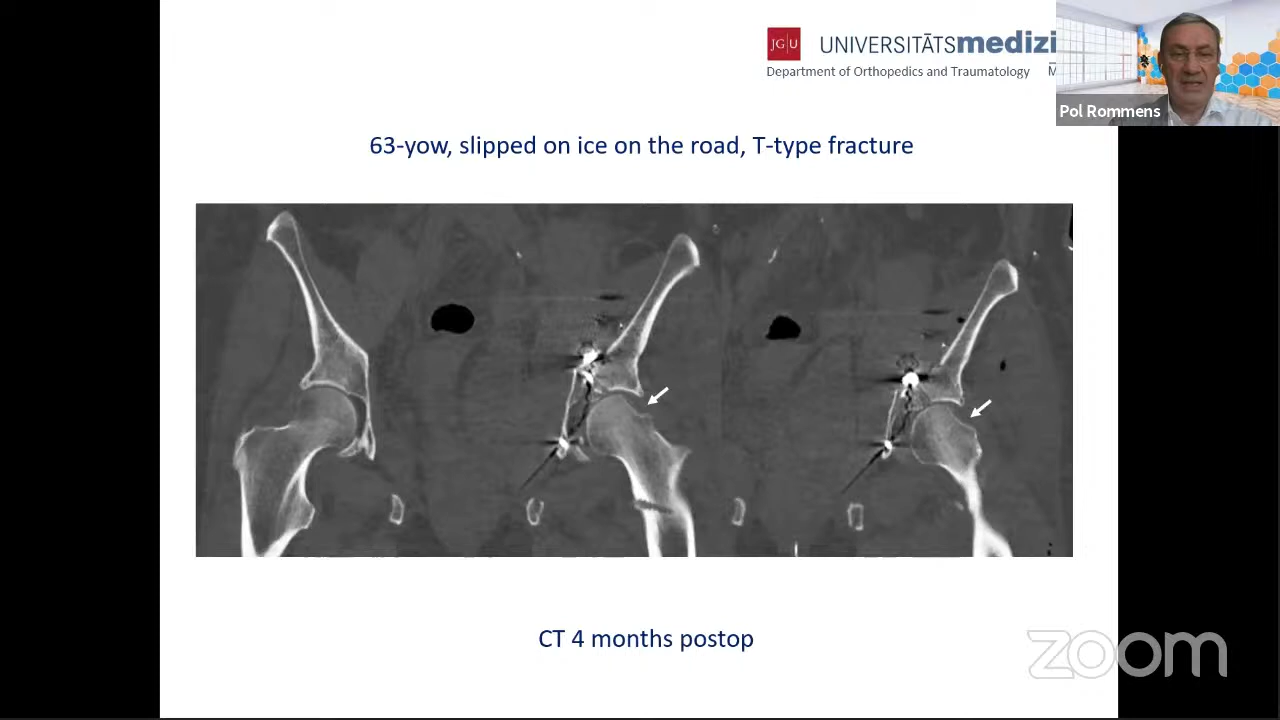 JG|U UNIVERSITÄTSmedizi
Department of Orthopedics and Traumatology M
Pol Rommens
63-yow, slipped on ice on the road, T-type fracture
CT 4 months postop
zoom